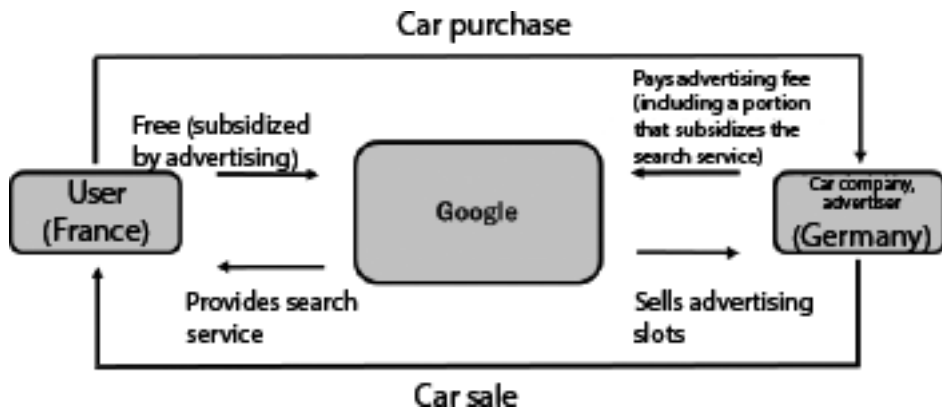 Car purchase
Free (subsidized
by advertising)
Pays advertising fee
(including a portion
that subsidizes the
search service)
User
(France)
Google
Car company,
advertiser
(Germany)
Provides search
service
Sells advertising
slots
Car sale